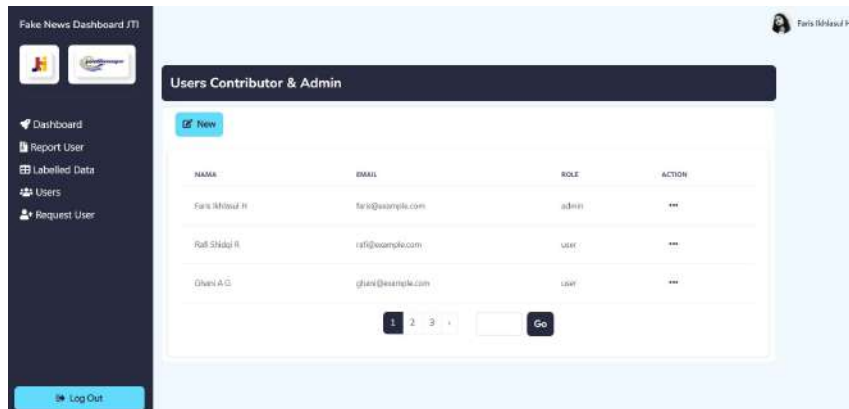 Fake News Dashboard JTI
Faris Ikhlasul H
Users Contributor & Admin
New
Dashboard
Report User
Labelled Data
Users
Request User
NAMA EMAIL ROLE ACTION
Faris Ikhlasul H faris@example.com admin •••
Rafi Shidqi R rafi@example.com user •••
Ghani A G ghani@example.com user •••
1 2 3 ›
Go
Log Out